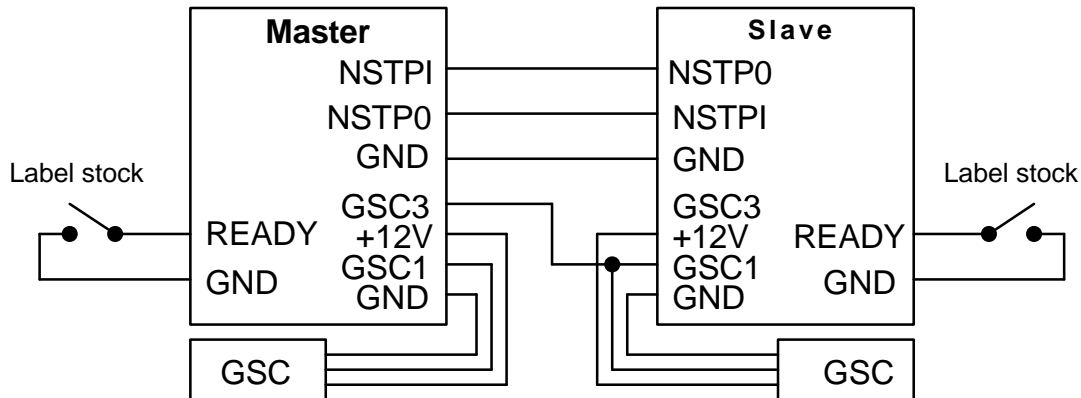 Master
NSTPI
NSTP0
GND
GSC3
+12V
GSC1
GND
READY
GND
Label stock
GSC
Slave
NSTP0
NSTPI
GND
GSC3
+12V
GSC1
GND
READY
GND
Label stock
GSC